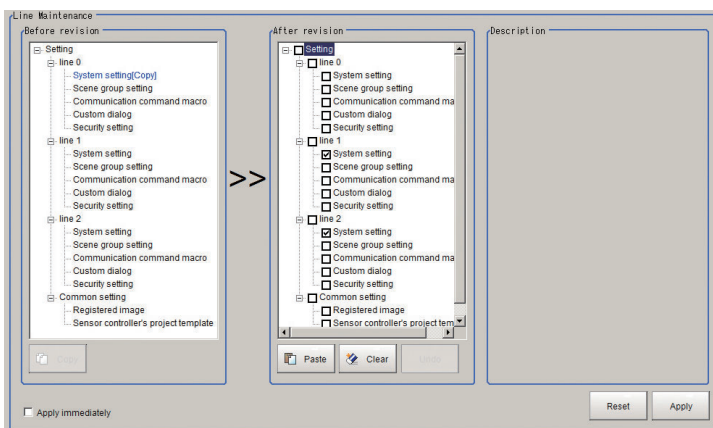 Line Maintenance
Before revision
Setting
line 0
System setting[Copy]
Scene group setting
Communication command macro
Custom dialog
Security setting
line 1
System setting
Scene group setting
Communication command macro
Custom dialog
Security setting
line 2
System setting
Scene group setting
Communication command macro
Custom dialog
Security setting
Common setting
Registered image
Sensor controller's project template
Copy
>>
After revision
Setting
line 0
System setting
Scene group setting
Communication command ma
Custom dialog
Security setting
line 1
System setting
Scene group setting
Communication command ma
Custom dialog
Security setting
line 2
System setting
Scene group setting
Communication command ma
Custom dialog
Security setting
Common setting
Registered image
Sensor controller's project tem
Paste
Clear
Description
Apply immediately
Reset
Apply